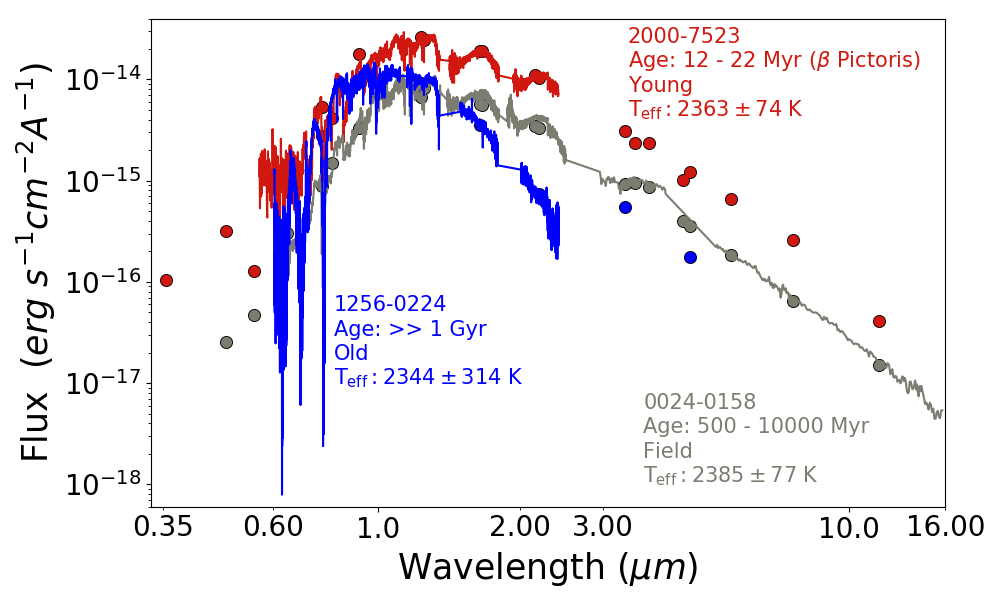 2000-7523
Age: 12 - 22 Myr (β Pictoris)
Young
T_eff : 2363 ± 74 K
10^−14
10^−15
10^−16
10^−17
10^−18
Flux (erg s^−1 cm^−2 A^−1)
1256-0224
Age: >> 1 Gyr
Old
T_eff : 2344 ± 314 K
0024-0158
Age: 500 - 10000 Myr
Field
T_eff : 2385 ± 77 K
0.35 0.60 1.0 2.00 3.00 10.0 16.00
Wavelength (μm)